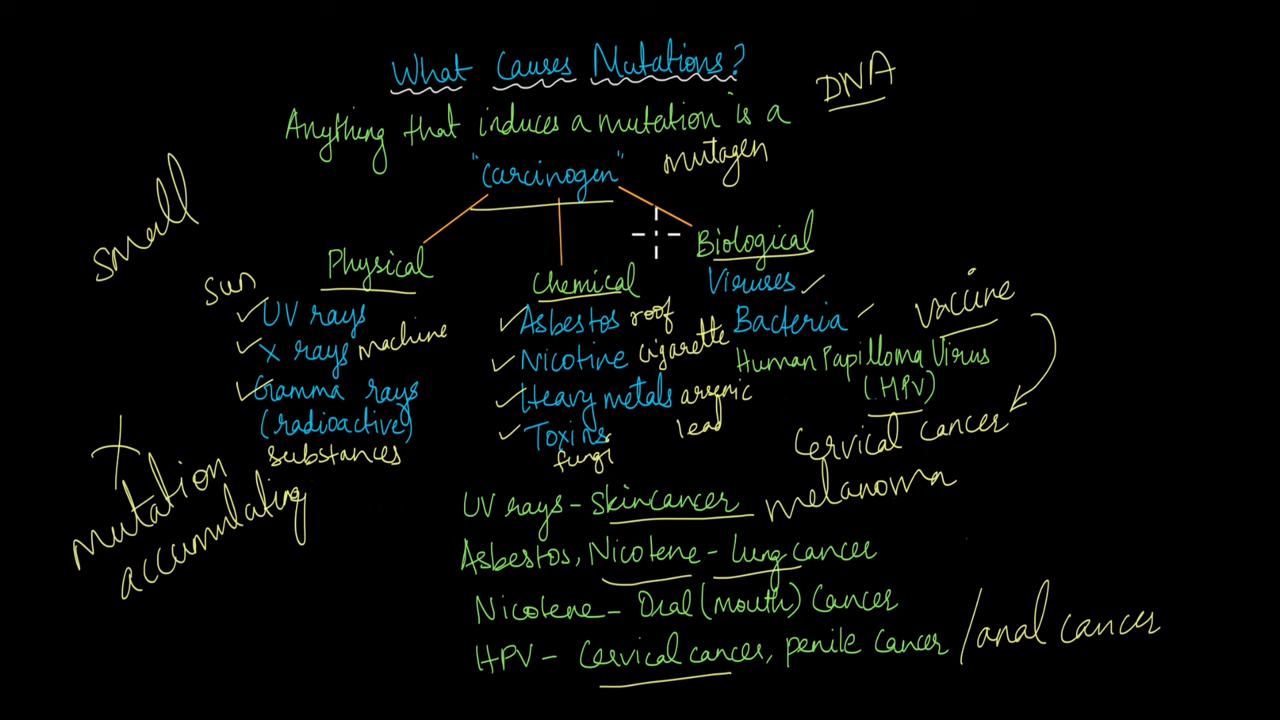 What Causes Mutations?
DNA
Anything that induces a mutation is a
mutagen
"carcinogen"
small
Physical
sun
UV rays
X rays machine
Gramma rays
(radioactive)
substances
Chemical
Asbestos roof
Nicotine cigarette
Heavy metals arsenic
lead
Toxins
fungi
Biological
Viruses
Bacteria
vaccine
Human Papilloma Virus
(HPV)
Cervical cancer
mutation
accumulating
UV rays - Skincancer melanoma
Asbestos, Nicotene - lung cancer
Nicotene - Oral (mouth) Cancer
HPV - Cervical cancer, penile cancer / anal cancer